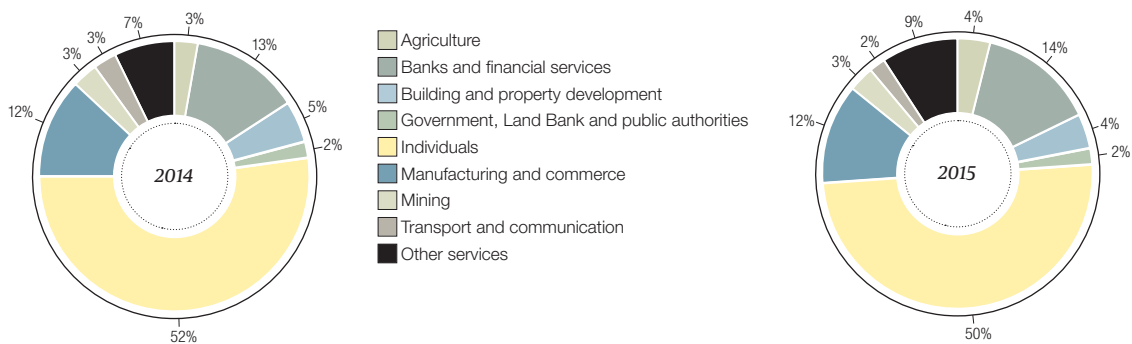 7%
3%
3%
3%
12%
13%
5%
2%
2014
52%
Agriculture
Banks and financial services
Building and property development
Government, Land Bank and public authorities
Individuals
Manufacturing and commerce
Mining
Transport and communication
Other services
9%
4%
2%
3%
14%
12%
4%
2%
2015
50%